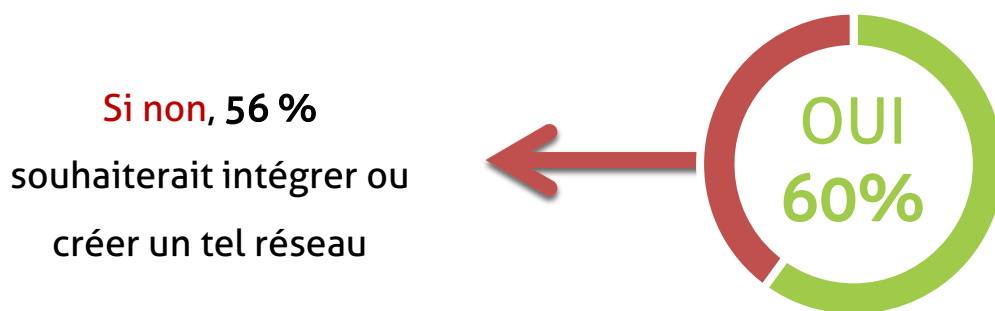 Si non, 56 %
souhaiterait intégrer ou
créer un tel réseau
OUI
60%